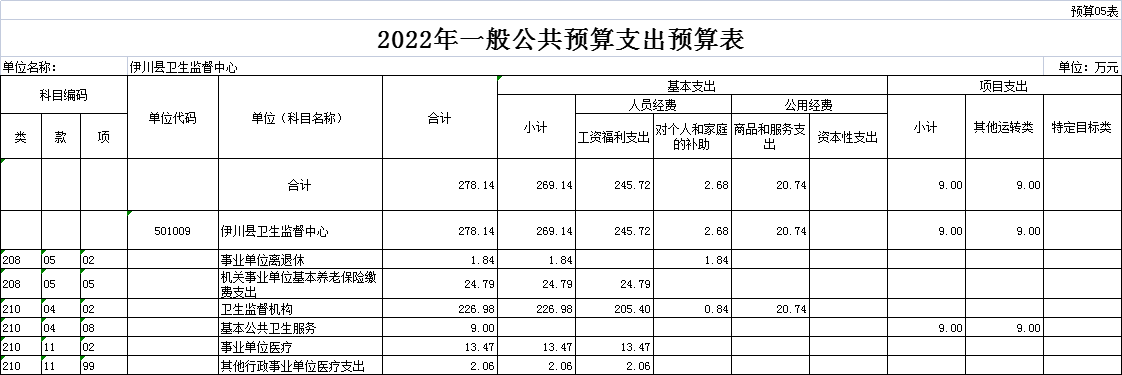 预算05表
2022年一般公共预算支出预算表
单位名称： 伊川县卫生监督中心 单位：万元
科目编码 单位代码 单位（科目名称） 合计 基本支出 项目支出
小计 人员经费 公用经费 小计 其他运转类 特定目标类
类 款 项 工资福利支出 对个人和家庭的补助 商品和服务支出 资本性支出
合计 278.14 269.14 245.72 2.68 20.74 9.00 9.00
501009 伊川县卫生监督中心 278.14 269.14 245.72 2.68 20.74 9.00 9.00
208 05 02 事业单位离退休 1.84 1.84 1.84
208 05 05 机关事业单位基本养老保险缴费支出 24.79 24.79 24.79
210 04 02 卫生监督机构 226.98 226.98 205.40 0.84 20.74
210 04 08 基本公共卫生服务 9.00 9.00 9.00
210 11 02 事业单位医疗 13.47 13.47 13.47
210 11 99 其他行政事业单位医疗支出 2.06 2.06 2.06